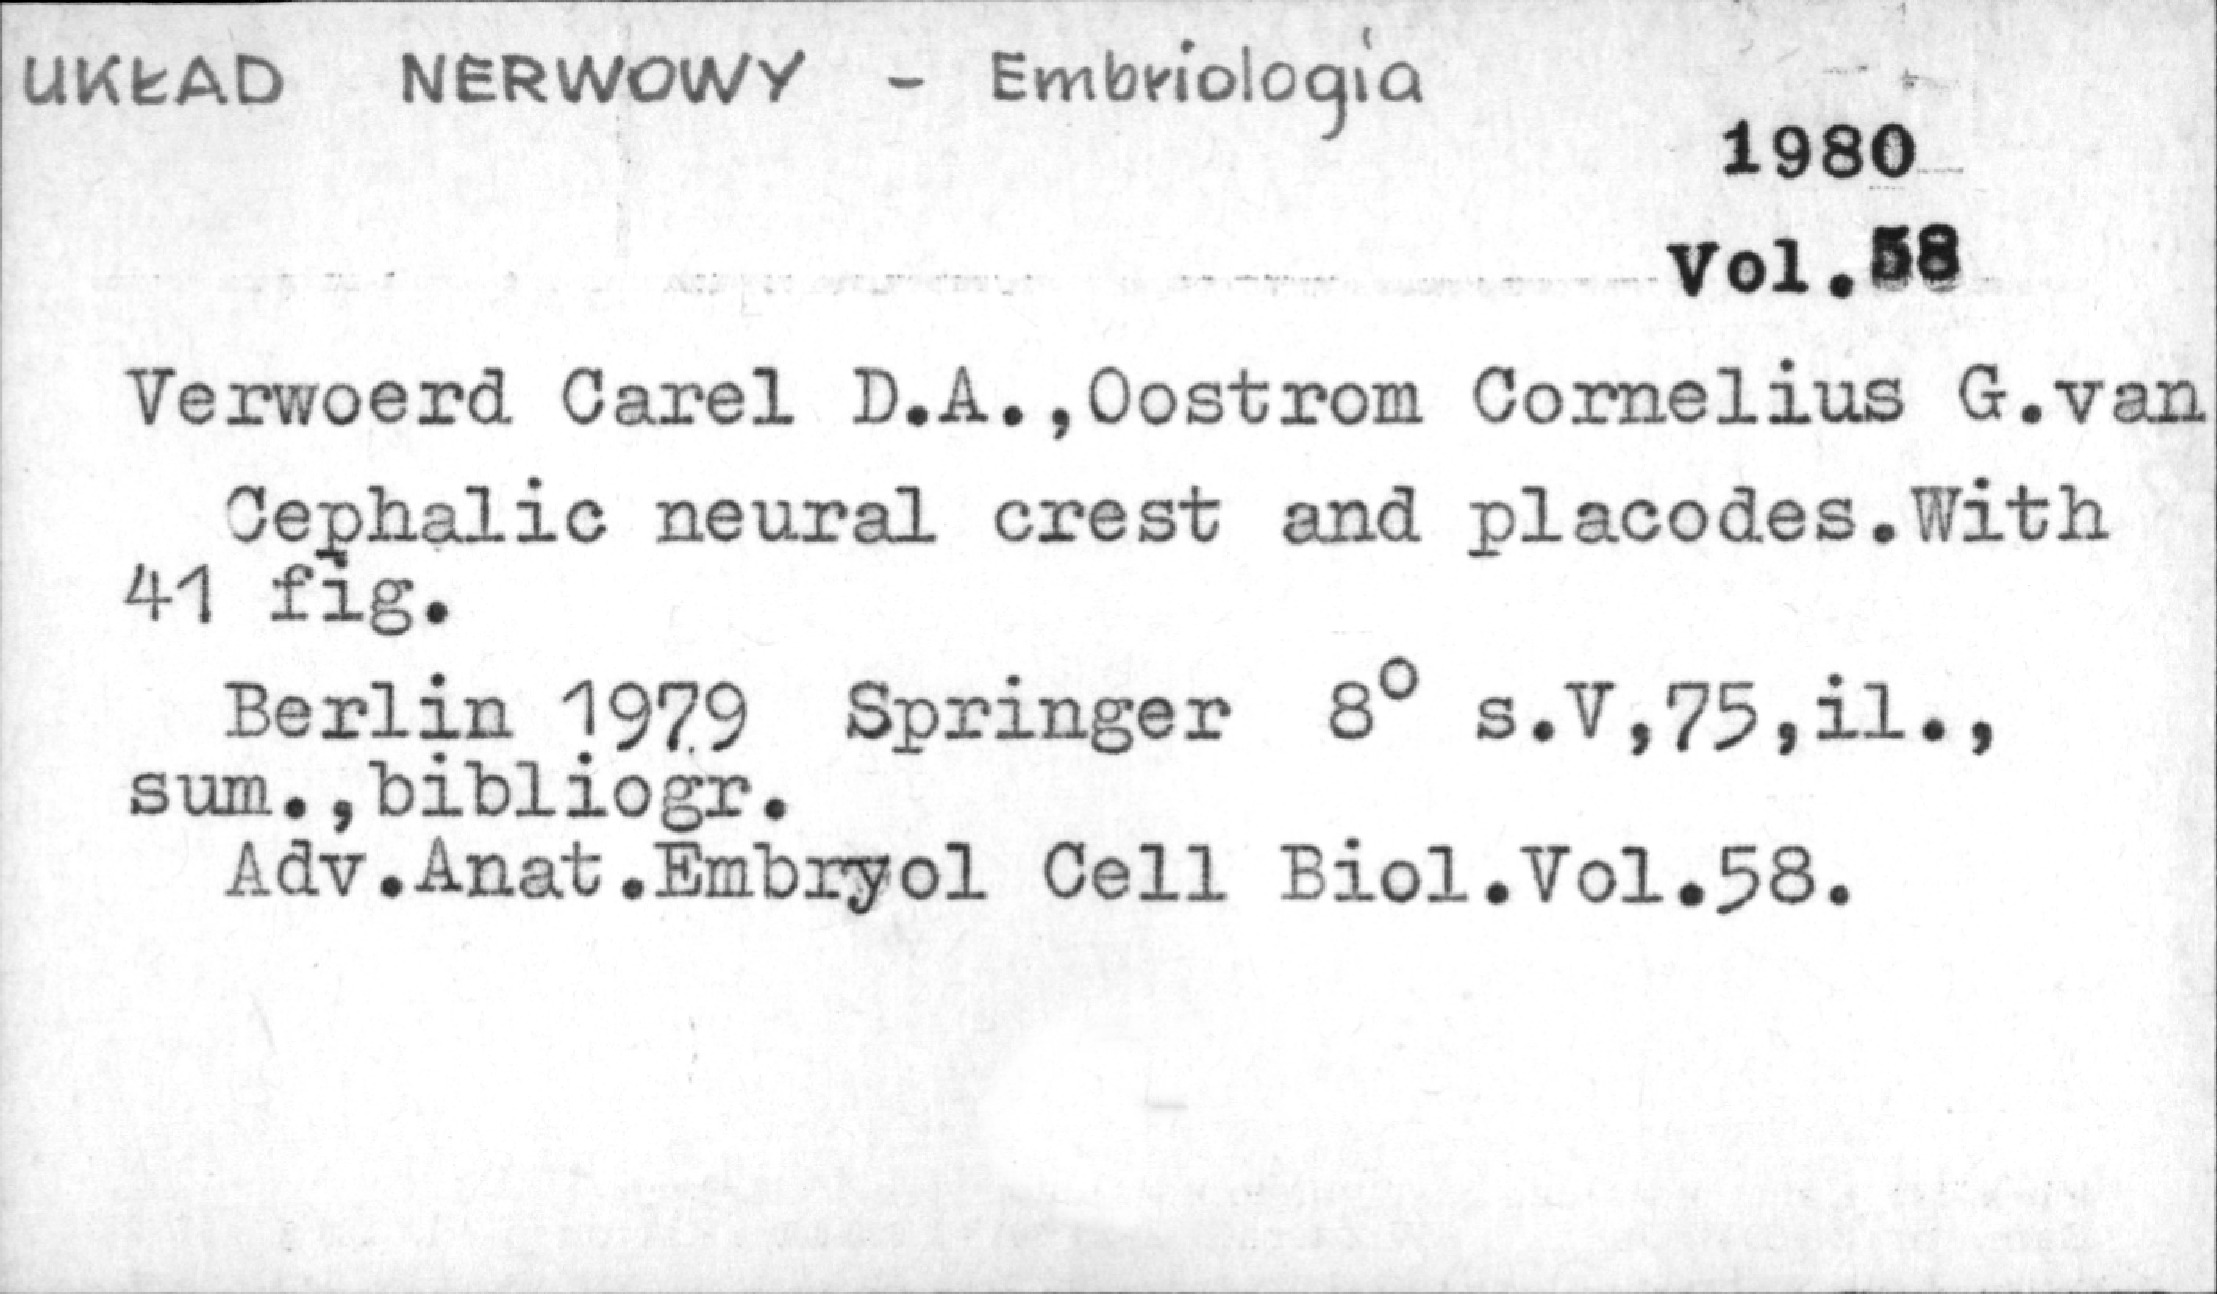 UKŁAD NERWOWY - Embriologia
1980
Vol.58
Verwoerd Carel D.A.,Oostrom Cornelius G.van
Cephalic neural crest and placodes.With
41 fig.
Berlin 1979 Springer 8° s.V,75,il.,
sum.,bibliogr.
Adv.Anat.Embryol Cell Biol.Vol.58.